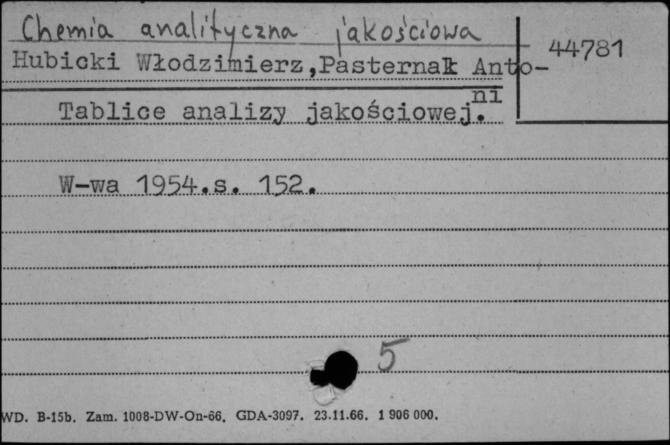 Chemia analityczna jakościowa
44781
Hubicki Włodzimierz,Pasternak Anto-
ni
Tablice analizy jakościowej.
W-wa 1954.s. 152.
5
WD. B-15b. Zam. 1008-DW-On-66. GDA-3097. 23.11.66. 1 906 000.